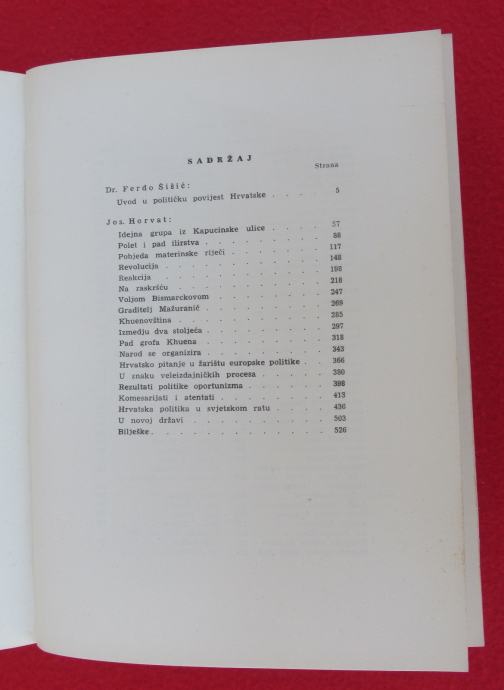 SADRŽAJ
Strana
Dr. Ferdo Šišić:
Uvod u političku povijest Hrvatske . . . . 5
Jos. Horvat:
Idejna grupa iz Kapucinske ulice . . . . 57
Polet i pad ilirstva . . . . . . . . 88
Pobjeda materinske riječi . . . . . . 117
Revolucija . . . . . . . . . . 148
Reakcija . . . . . . . . . . 198
Na raskršću . . . . . . . . . 218
Voljom Bismarckovom . . . . . . . 247
Graditelj Mažuranić . . . . . . . . 269
Khuenovština . . . . . . . . . 285
Izmedju dva stoljeća . . . . . . . . 297
Pad grofa Khuena . . . . . . . . 318
Narod se organizira . . . . . . . . 343
Hrvatsko pitanje u žarištu europske politike . . 366
U znaku veleizdajničkih procesa . . . . . 380
Rezultati politike oportunizma . . . . . 398
Komesarijati i atentati . . . . . . . 413
Hrvatska politika u svjetskom ratu . . . . 436
U novoj državi . . . . . . . . . 503
Bilješke . . . . . . . . . . . 526